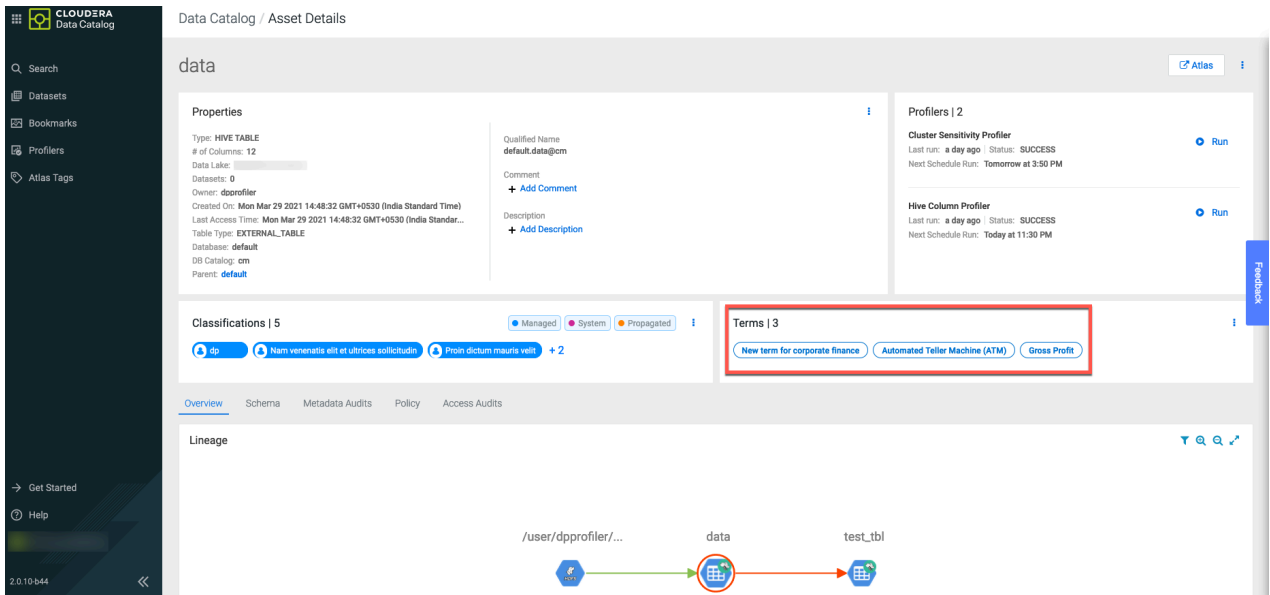 CLOUDERA
Data Catalog
Search
Datasets
Bookmarks
Profilers
Atlas Tags
Get Started
Help
2.0.10-b44
Data Catalog / Asset Details
data
Atlas
Properties
Type: HIVE TABLE
# of Columns: 12
Data Lake:
Datasets: 0
Owner: dpprofiler
Created On: Mon Mar 29 2021 14:48:32 GMT+0530 (India Standard Time)
Last Access Time: Mon Mar 29 2021 14:48:32 GMT+0530 (India Standar...
Table Type: EXTERNAL_TABLE
Database: default
DB Catalog: cm
Parent: default
Qualified Name
default.data@cm
Comment
+ Add Comment
Description
+ Add Description
Profilers | 2
Cluster Sensitivity Profiler
Run
Last run: a day ago | Status: SUCCESS
Next Schedule Run: Tomorrow at 3:50 PM
Hive Column Profiler
Run
Last run: a day ago | Status: SUCCESS
Next Schedule Run: Today at 11:30 PM
Feedback
Classifications | 5
Managed System Propagated
dp Nam venenatis elit et ultrices sollicitudin Proin dictum mauris velit + 2
Terms | 3
New term for corporate finance Automated Teller Machine (ATM) Gross Profit
Overview Schema Metadata Audits Policy Access Audits
Lineage
/user/dpprofiler/... data test_tbl